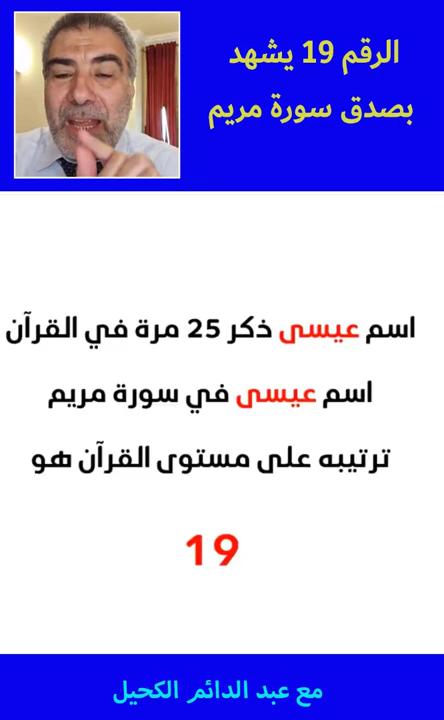 الرقم 19 يشهد
بصدق سورة مريم
اسم عيسى ذكر 25 مرة في القرآن
اسم عيسى في سورة مريم
ترتيبه على مستوى القرآن هو
19
مع عبد الدائم الكحيل